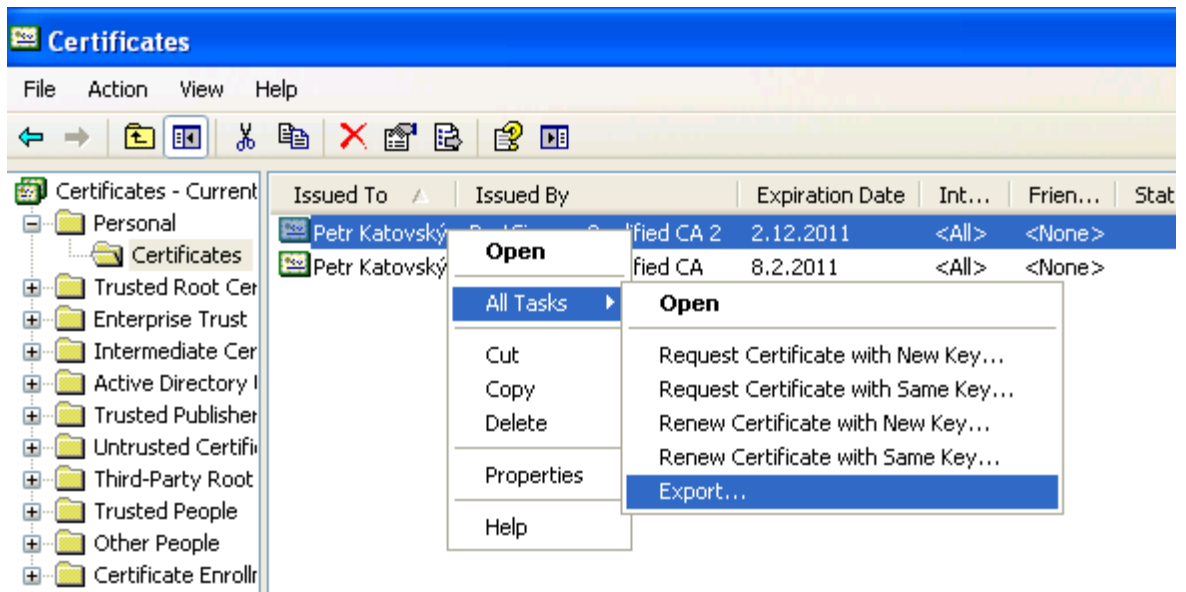 Certificates
File Action View Help
Certificates - Current
Personal
Certificates
Trusted Root Cer
Enterprise Trust
Intermediate Cer
Active Directory
Trusted Publisher
Untrusted Certifi
Third-Party Root
Trusted People
Other People
Certificate Enrollr
Issued To Issued By Expiration Date Int... Frien... Stat
Petr Katovský fied CA 2 2.12.2011 <All> <None>
Petr Katovský fied CA 8.2.2011 <All> <None>
Open
All Tasks
Cut
Copy
Delete
Properties
Help
Open
Request Certificate with New Key...
Request Certificate with Same Key...
Renew Certificate with New Key...
Renew Certificate with Same Key...
Export...